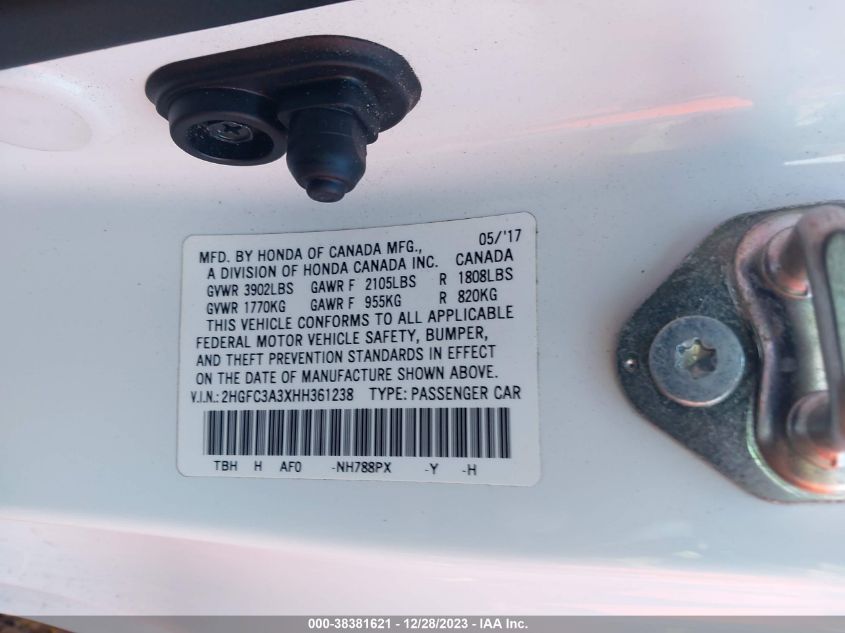 MFD. BY HONDA OF CANADA MFG., 05/'17
A DIVISION OF HONDA CANADA INC. CANADA
GVWR 3902LBS GAWR F 2105LBS R 1808LBS
GVWR 1770KG GAWR F 955KG R 820KG
THIS VEHICLE CONFORMS TO ALL APPLICABLE
FEDERAL MOTOR VEHICLE SAFETY, BUMPER,
AND THEFT PREVENTION STANDARDS IN EFFECT
ON THE DATE OF MANUFACTURE SHOWN ABOVE.
V.I.N.: 2HGFC3A3XHH361238 TYPE: PASSENGER CAR
TBH H AF0 -NH788PX -Y -H
000-38381621 - 12/28/2023 - IAA Inc.